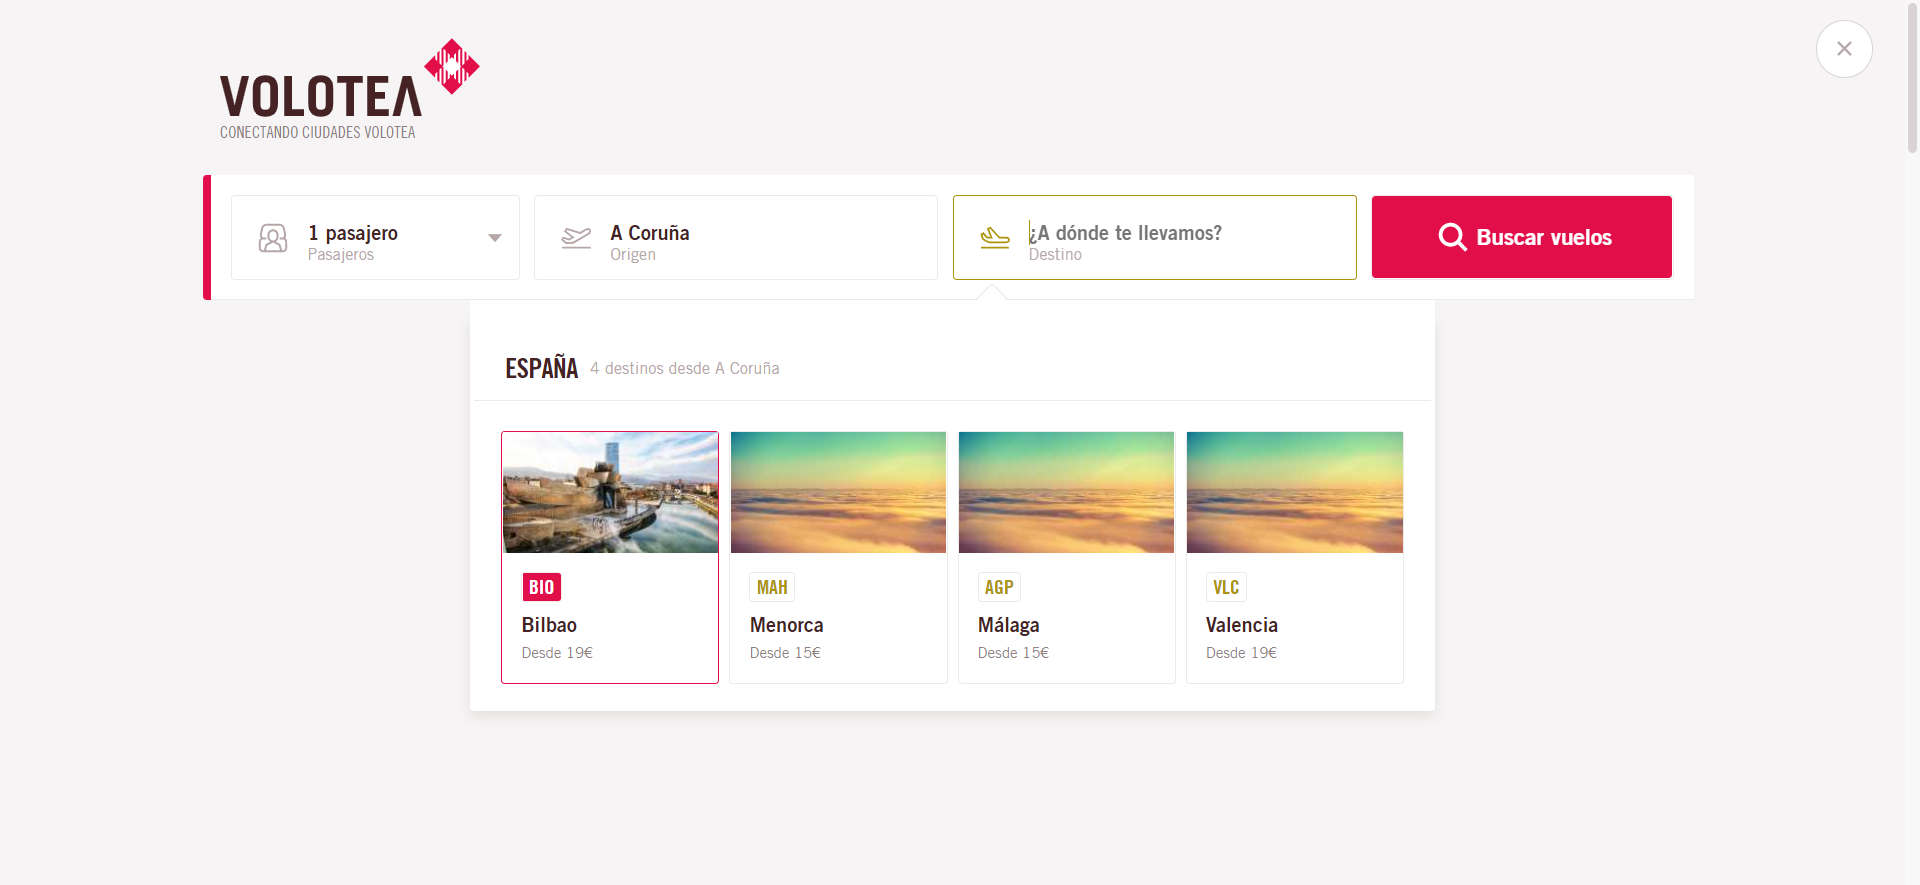 VOLOTEA
CONECTANDO CIUDADES VOLOTEA
1 pasajero
Pasajeros
A Coruña
Origen
¿A dónde te llevamos?
Destino
Buscar vuelos
ESPAÑA 4 destinos desde A Coruña
BIO
Bilbao
Desde 19€
MAH
Menorca
Desde 15€
AGP
Málaga
Desde 15€
VLC
Valencia
Desde 19€